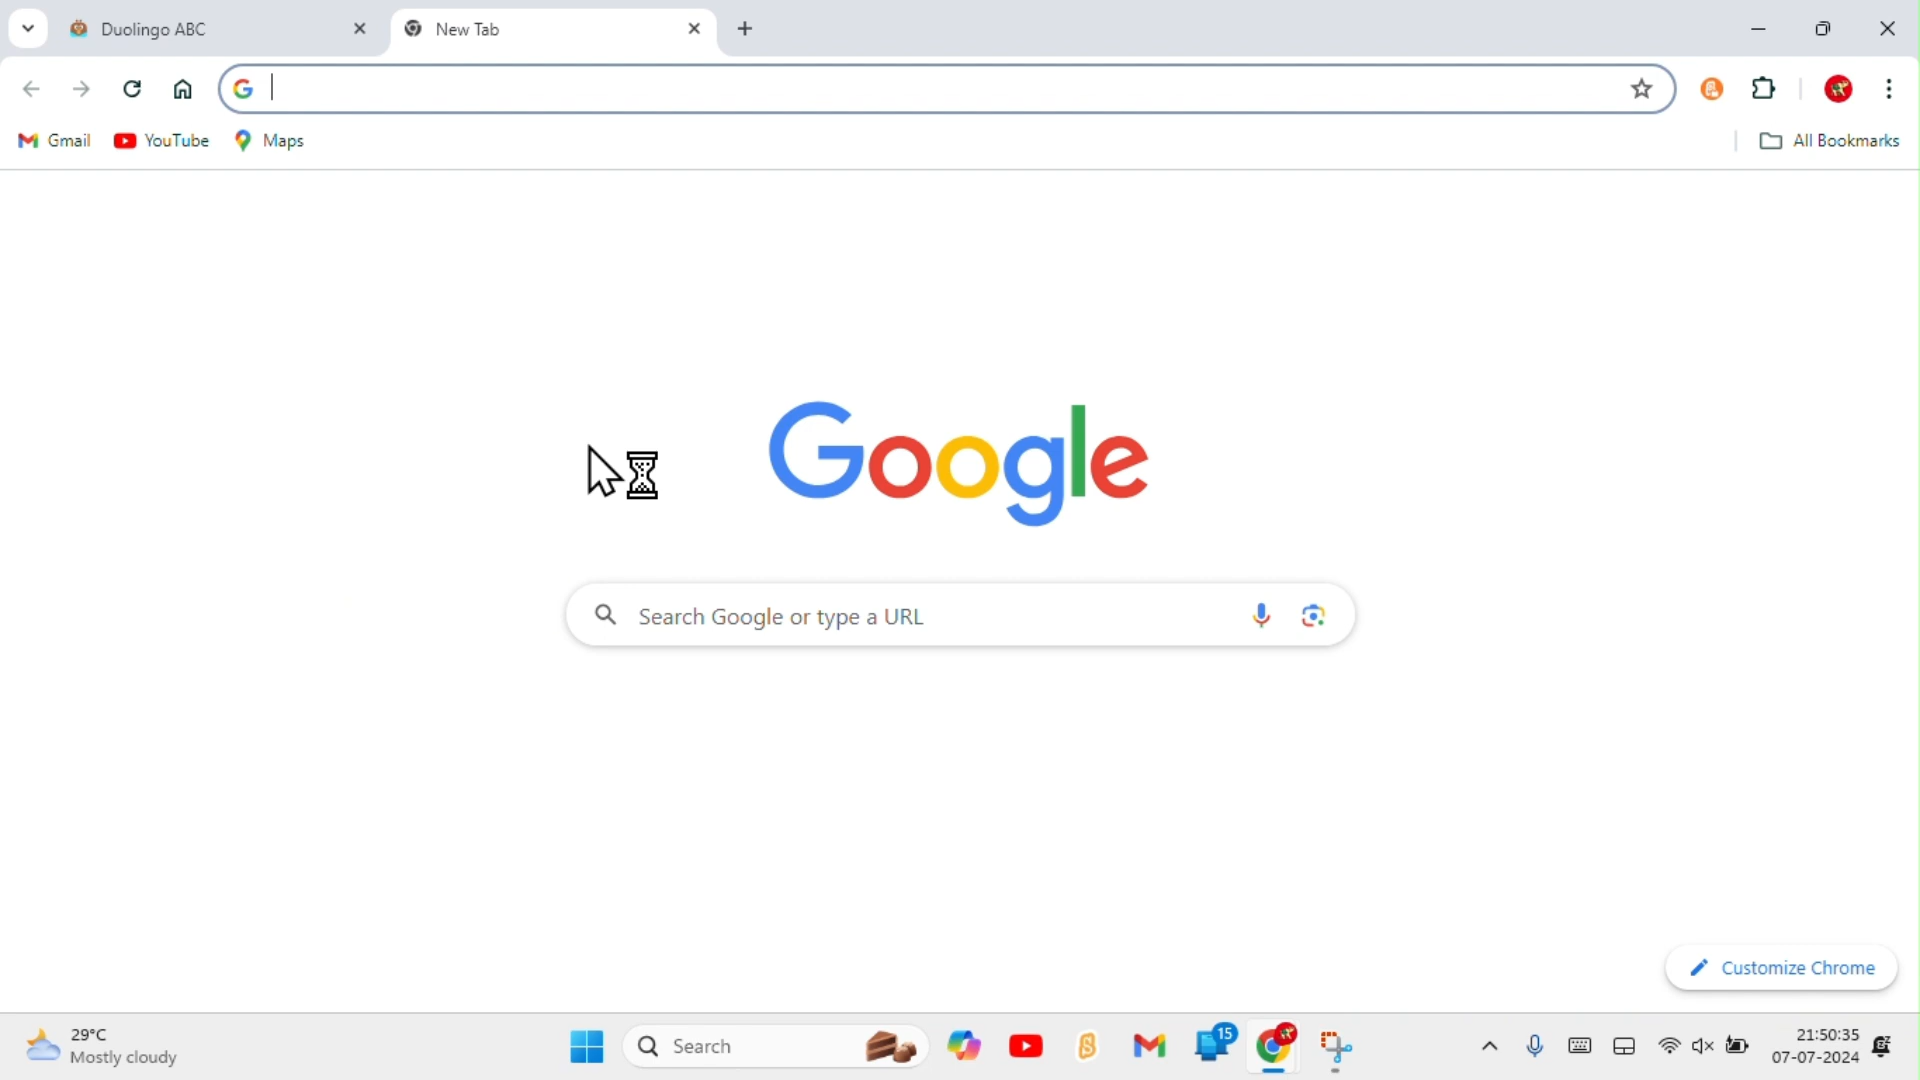 Duolingo ABC
New Tab
Gmail
YouTube
Maps
All Bookmarks
Google
Search Google or type a URL
Customize Chrome
29°C
Mostly cloudy
Search
15
21:50:35
07-07-2024